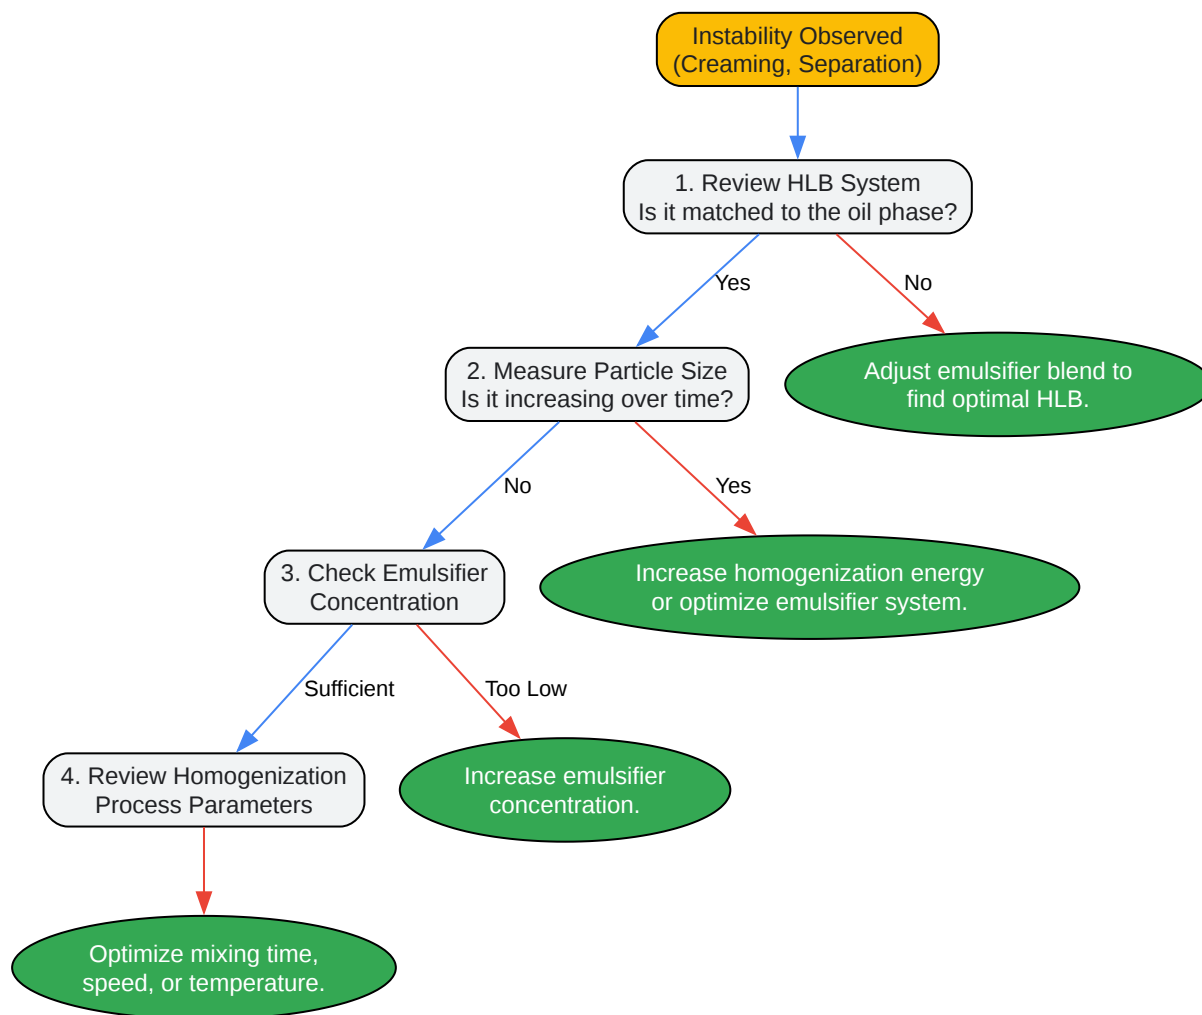 Instability Observed
(Creaming, Separation)
1. Review HLB System
Is it matched to the oil phase?
Yes
No
Adjust emulsifier blend to
find optimal HLB.
2. Measure Particle Size
Is it increasing over time?
No
Yes
Increase homogenization energy
or optimize emulsifier system.
3. Check Emulsifier
Concentration
Sufficient
Too Low
Increase emulsifier
concentration.
4. Review Homogenization
Process Parameters
Optimize mixing time,
speed, or temperature.